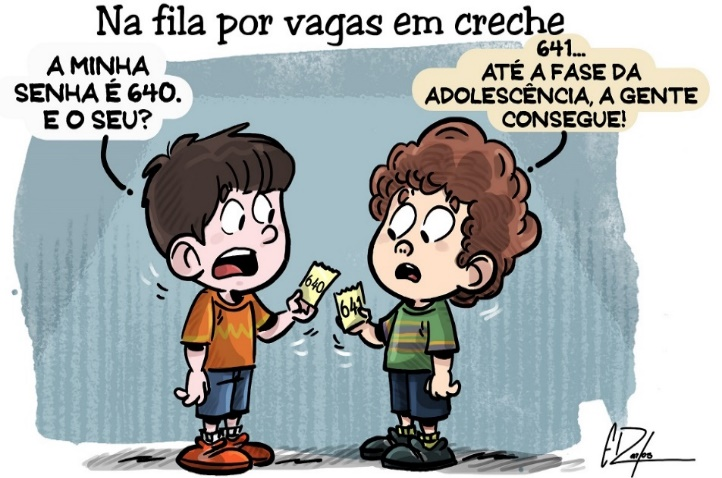 Na fila por vagas em creche
A MINHA
SENHA É 640.
E O SEU?
641...
ATÉ A FASE DA
ADOLESCÊNCIA, A GENTE
CONSEGUE!
640
641